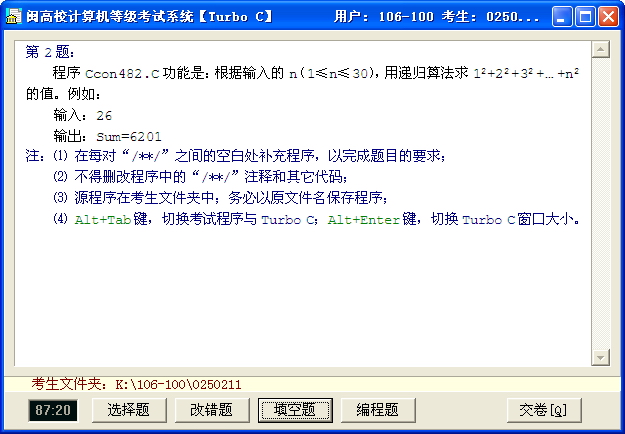 闽高校计算机等级考试系统【Turbo C】 用户: 106-100 考生: 0250...
第 2 题:
程序 Ccon482.C 功能是: 根据输入的 n(1≤n≤30), 用递归算法求 1²+2²+3²+…+n²
的值。例如:
输入: 26
输出: Sum=6201
注: ⑴ 在每对“/**/”之间的空白处补充程序, 以完成题目的要求;
⑵ 不得删改程序中的“/**/”注释和其它代码;
⑶ 源程序在考生文件夹中; 务必以原文件名保存程序;
⑷ Alt+Tab 键, 切换考试程序与 Turbo C; Alt+Enter 键, 切换 Turbo C 窗口大小。
考生文件夹: K:\106-100\0250211
87:20 选择题 改错题 填空题 编程题 交卷[Q]